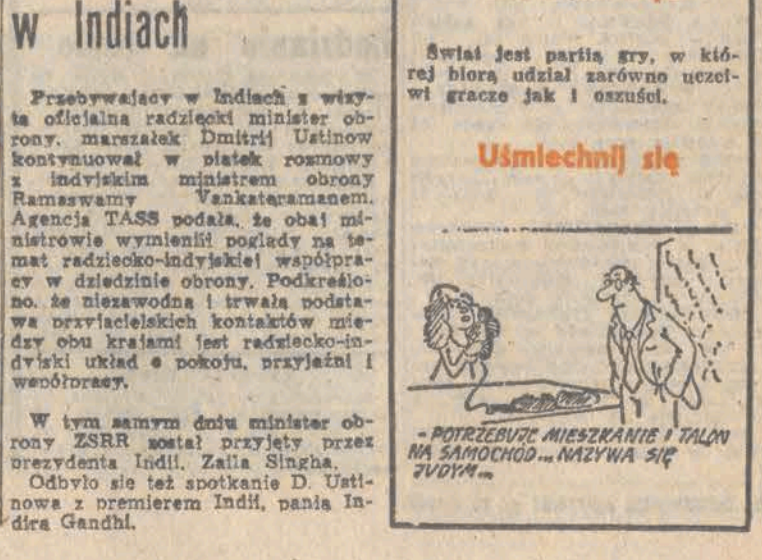 w Indiach
Przebywający w Indiach z wizy-
tą oficjalną radziecki minister ob-
rony, marszałek Dmitrij Ustinow
kontynuował w piątek rozmowy
z indyjskim ministrem obrony
Ramaswamy Vankataramanem.
Agencja TASS podała, że obaj mi-
nistrowie wymienili poglądy na te-
mat radziecko-indyjskiej współpra-
cy w dziedzinie obrony. Podkreślo-
no, że niezawodną i trwałą podsta-
wą przyjacielskich kontaktów mię-
dzy obu krajami jest radziecko-in-
dyjski układ o pokoju, przyjaźni i
współpracy.
W tym samym dniu minister ob-
rony ZSRR został przyjęty przez
prezydenta Indii, Zaila Singha.
Odbyło się też spotkanie D. Usti-
nowa z premierem Indii, panią In-
dirą Gandhi.
Świat jest partią gry, w któ-
rej biorą udział zarówno uczci-
wi gracze jak i oszuści.
Uśmiechnij się
- POTRZEBUJE MIESZKANIE I TALON
NA SAMOCHÓD... NAZYWA SIĘ
JUDYM...